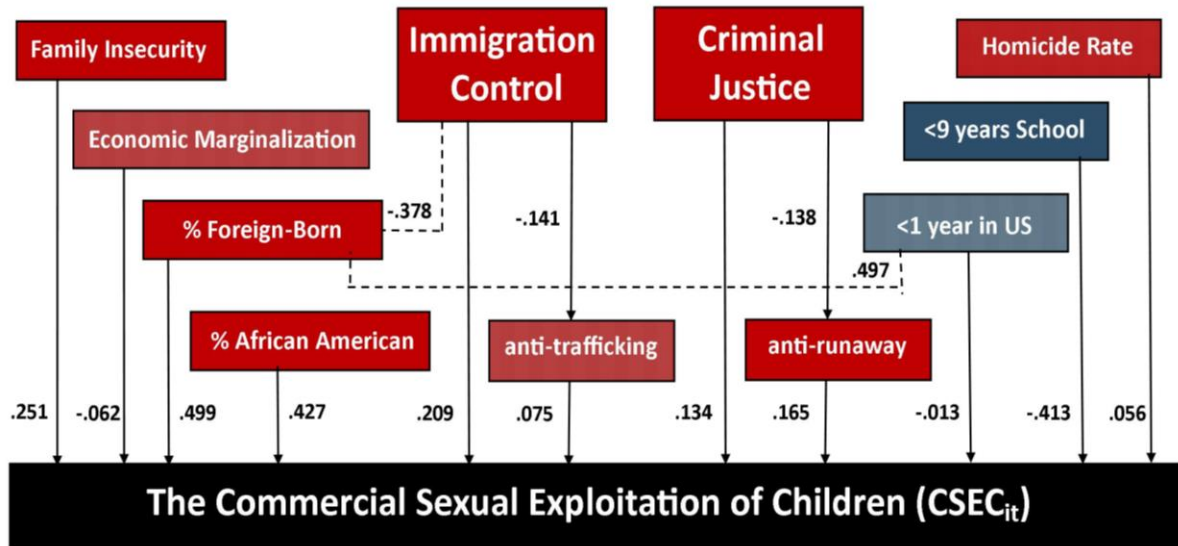 Family Insecurity
Immigration
Control
Criminal
Justice
Homicide Rate
Economic Marginalization
<9 years School
% Foreign-Born
-.378
-.141
-.138
<1 year in US
.497
% African American
anti-trafficking
anti-runaway
.251
-.062
.499
.427
.209
.075
.134
.165
-.013
-.413
.056
The Commercial Sexual Exploitation of Children (CSECit)